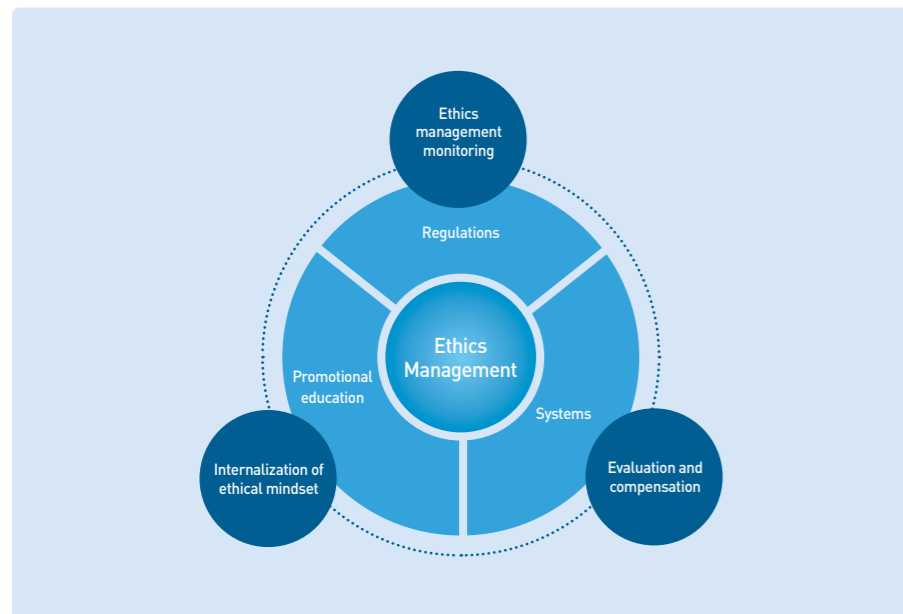 Ethics
management
monitoring
Regulations
Ethics
Management
Promotional
education
Systems
Internalization of
ethical mindset
Evaluation and
compensation